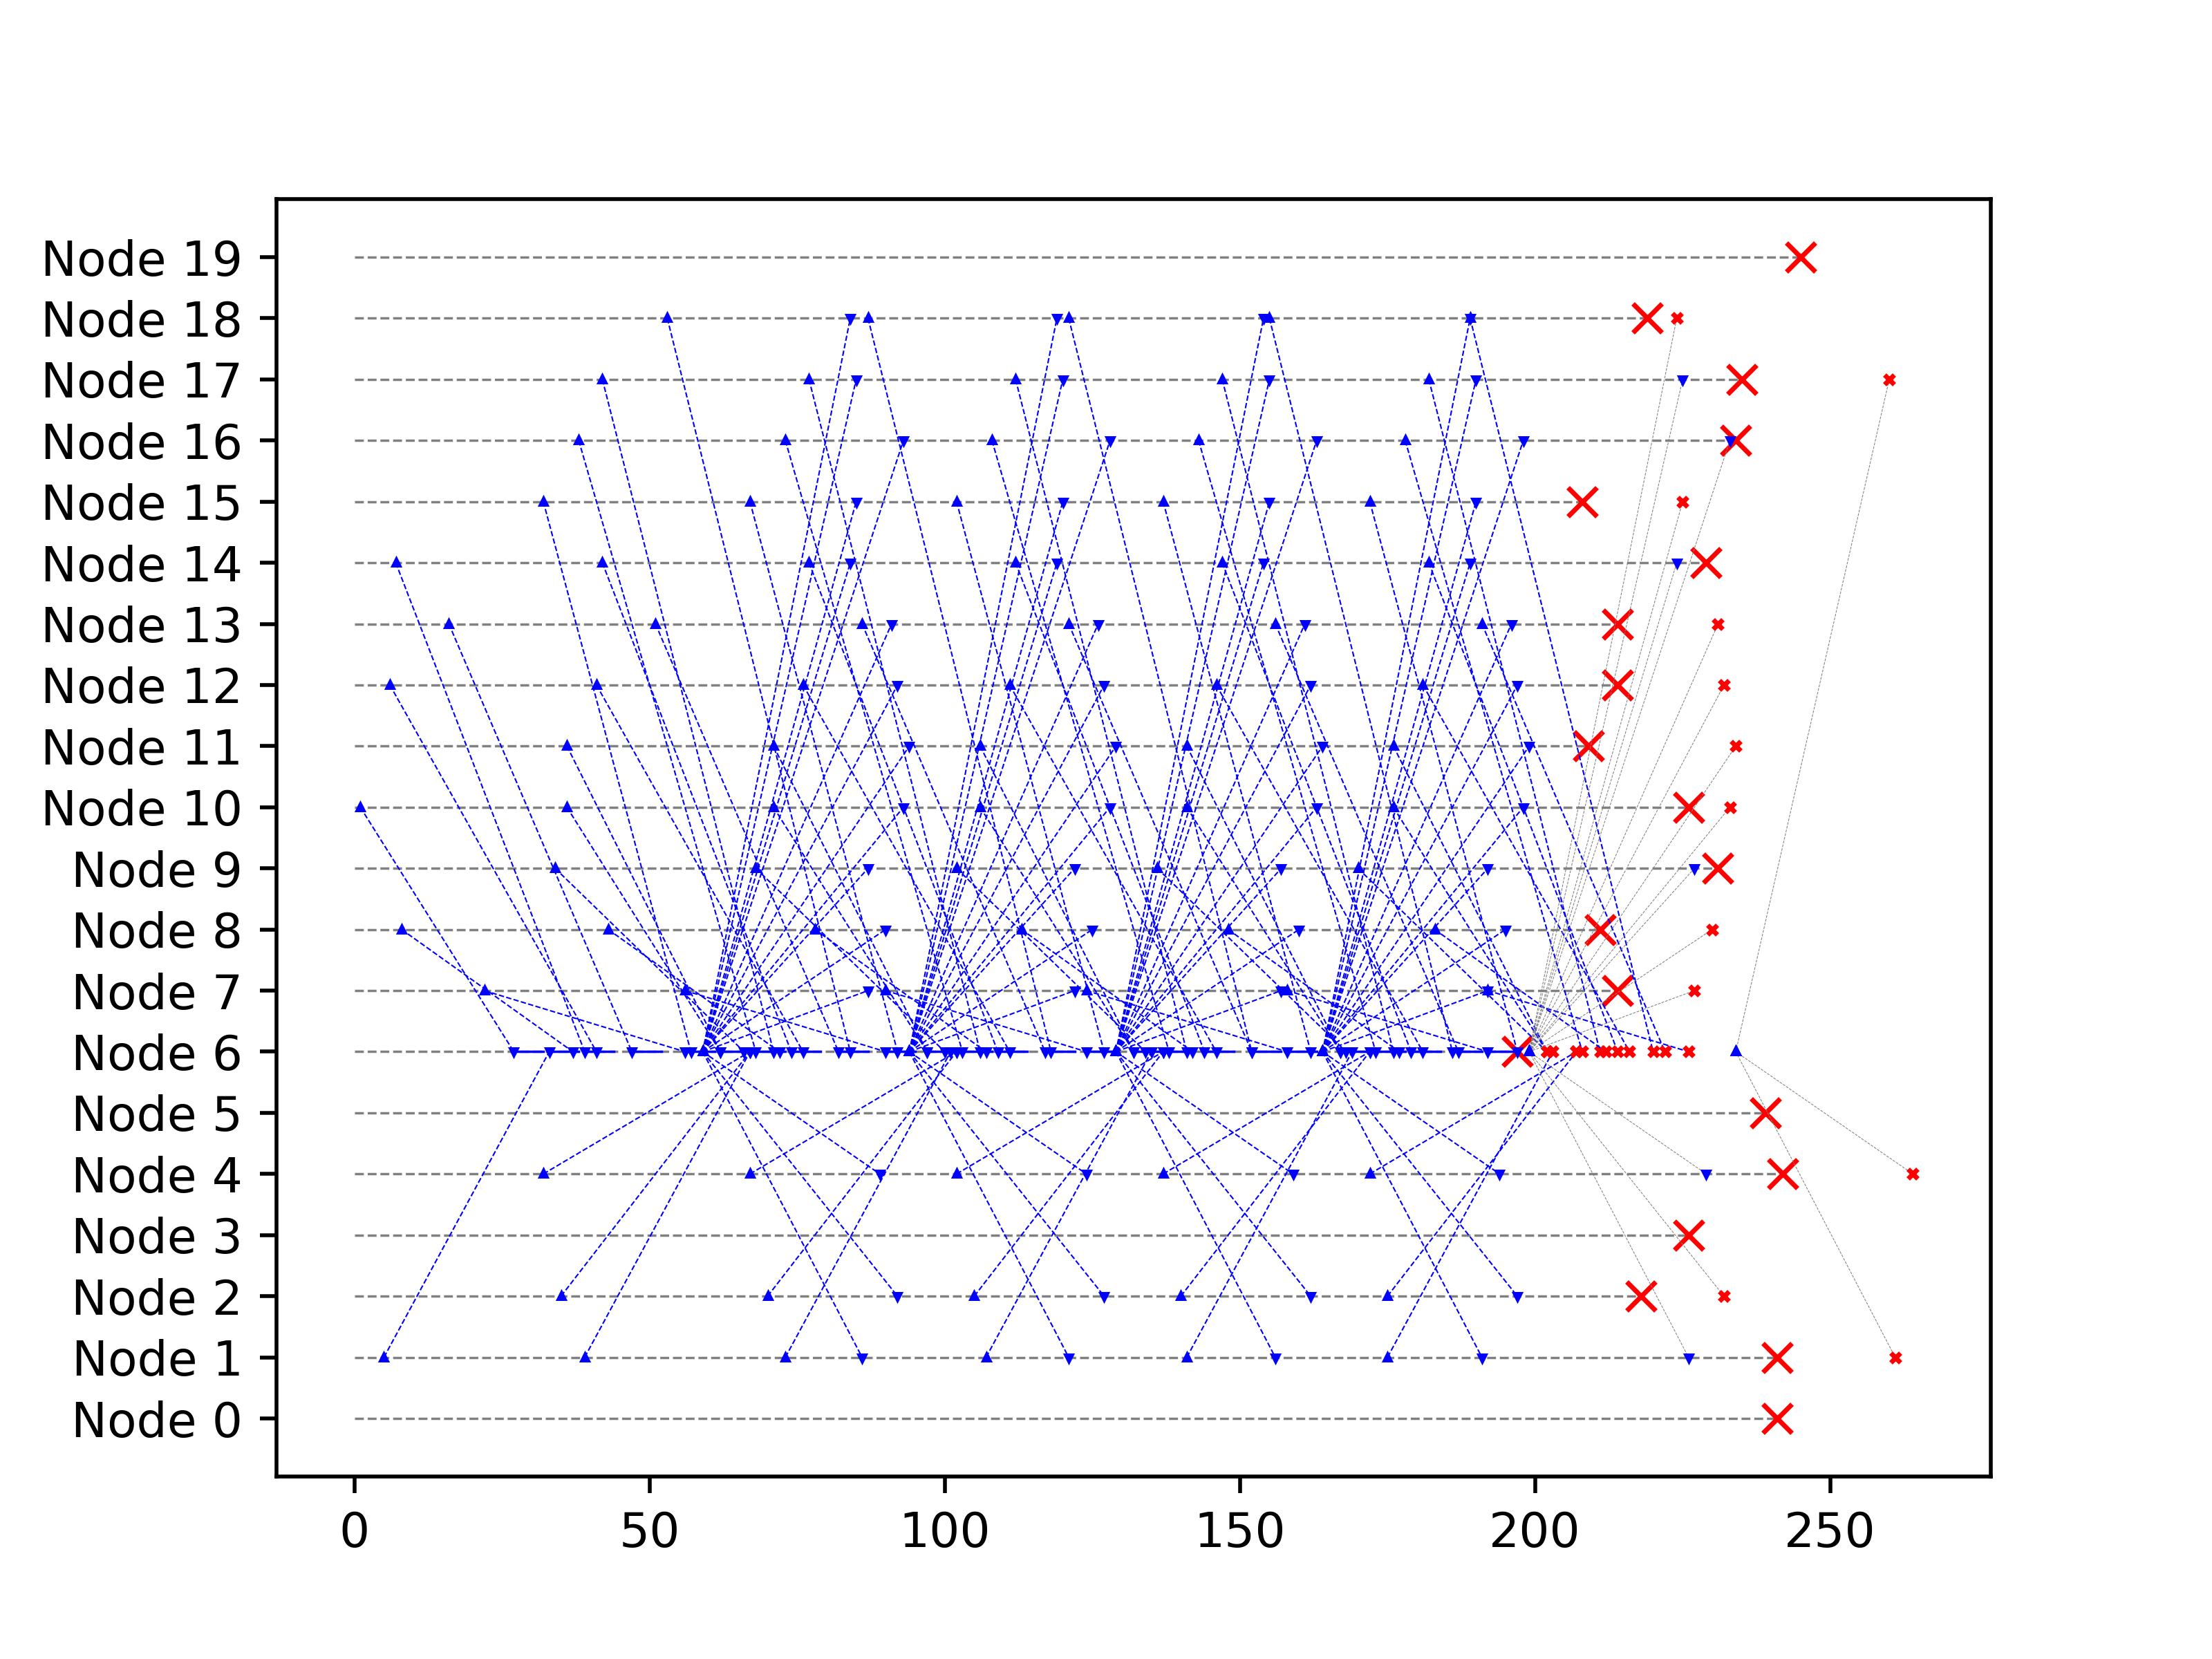 Node 19
Node 18
Node 17
Node 16
Node 15
Node 14
Node 13
Node 12
Node 11
Node 10
Node 9
Node 8
Node 7
Node 6
Node 5
Node 4
Node 3
Node 2
Node 1
Node 0
0 50 100 150 200 250